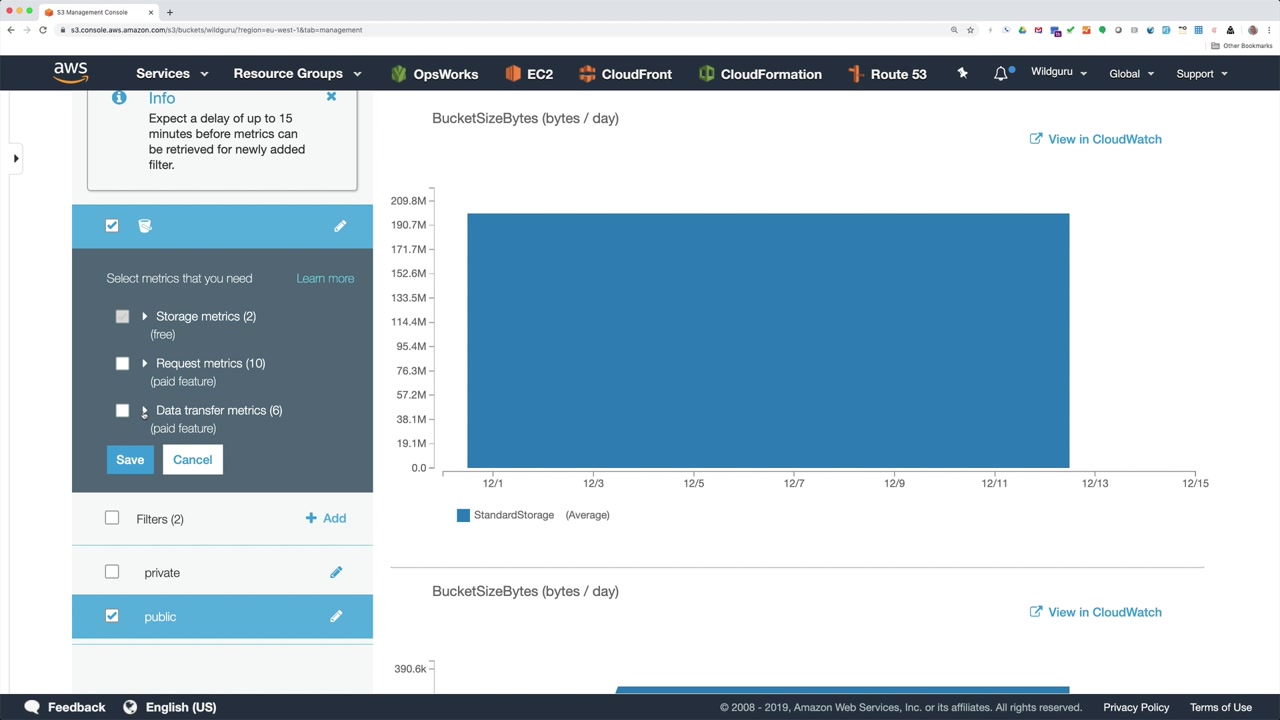 S3 Management Console
s3.console.aws.amazon.com/s3/buckets/wildguru/?region=eu-west-1&tab=management
Other Bookmarks
aws
Services
Resource Groups
OpsWorks
EC2
CloudFront
CloudFormation
Route 53
Wildguru
Global
Support
Info
Expect a delay of up to 15
minutes before metrics can
be retrieved for newly added
filter.
Select metrics that you need
Learn more
Storage metrics (2)
(free)
Request metrics (10)
(paid feature)
Data transfer metrics (6)
(paid feature)
Save
Cancel
Filters (2)
+ Add
private
public
BucketSizeBytes (bytes / day)
View in CloudWatch
209.8M
190.7M
171.7M
152.6M
133.5M
114.4M
95.4M
76.3M
57.2M
38.1M
19.1M
0.0
12/1
12/3
12/5
12/7
12/9
12/11
12/13
12/15
StandardStorage (Average)
BucketSizeBytes (bytes / day)
View in CloudWatch
390.6k
Feedback
English (US)
© 2008 - 2019, Amazon Web Services, Inc. or its affiliates. All rights reserved.
Privacy Policy
Terms of Use